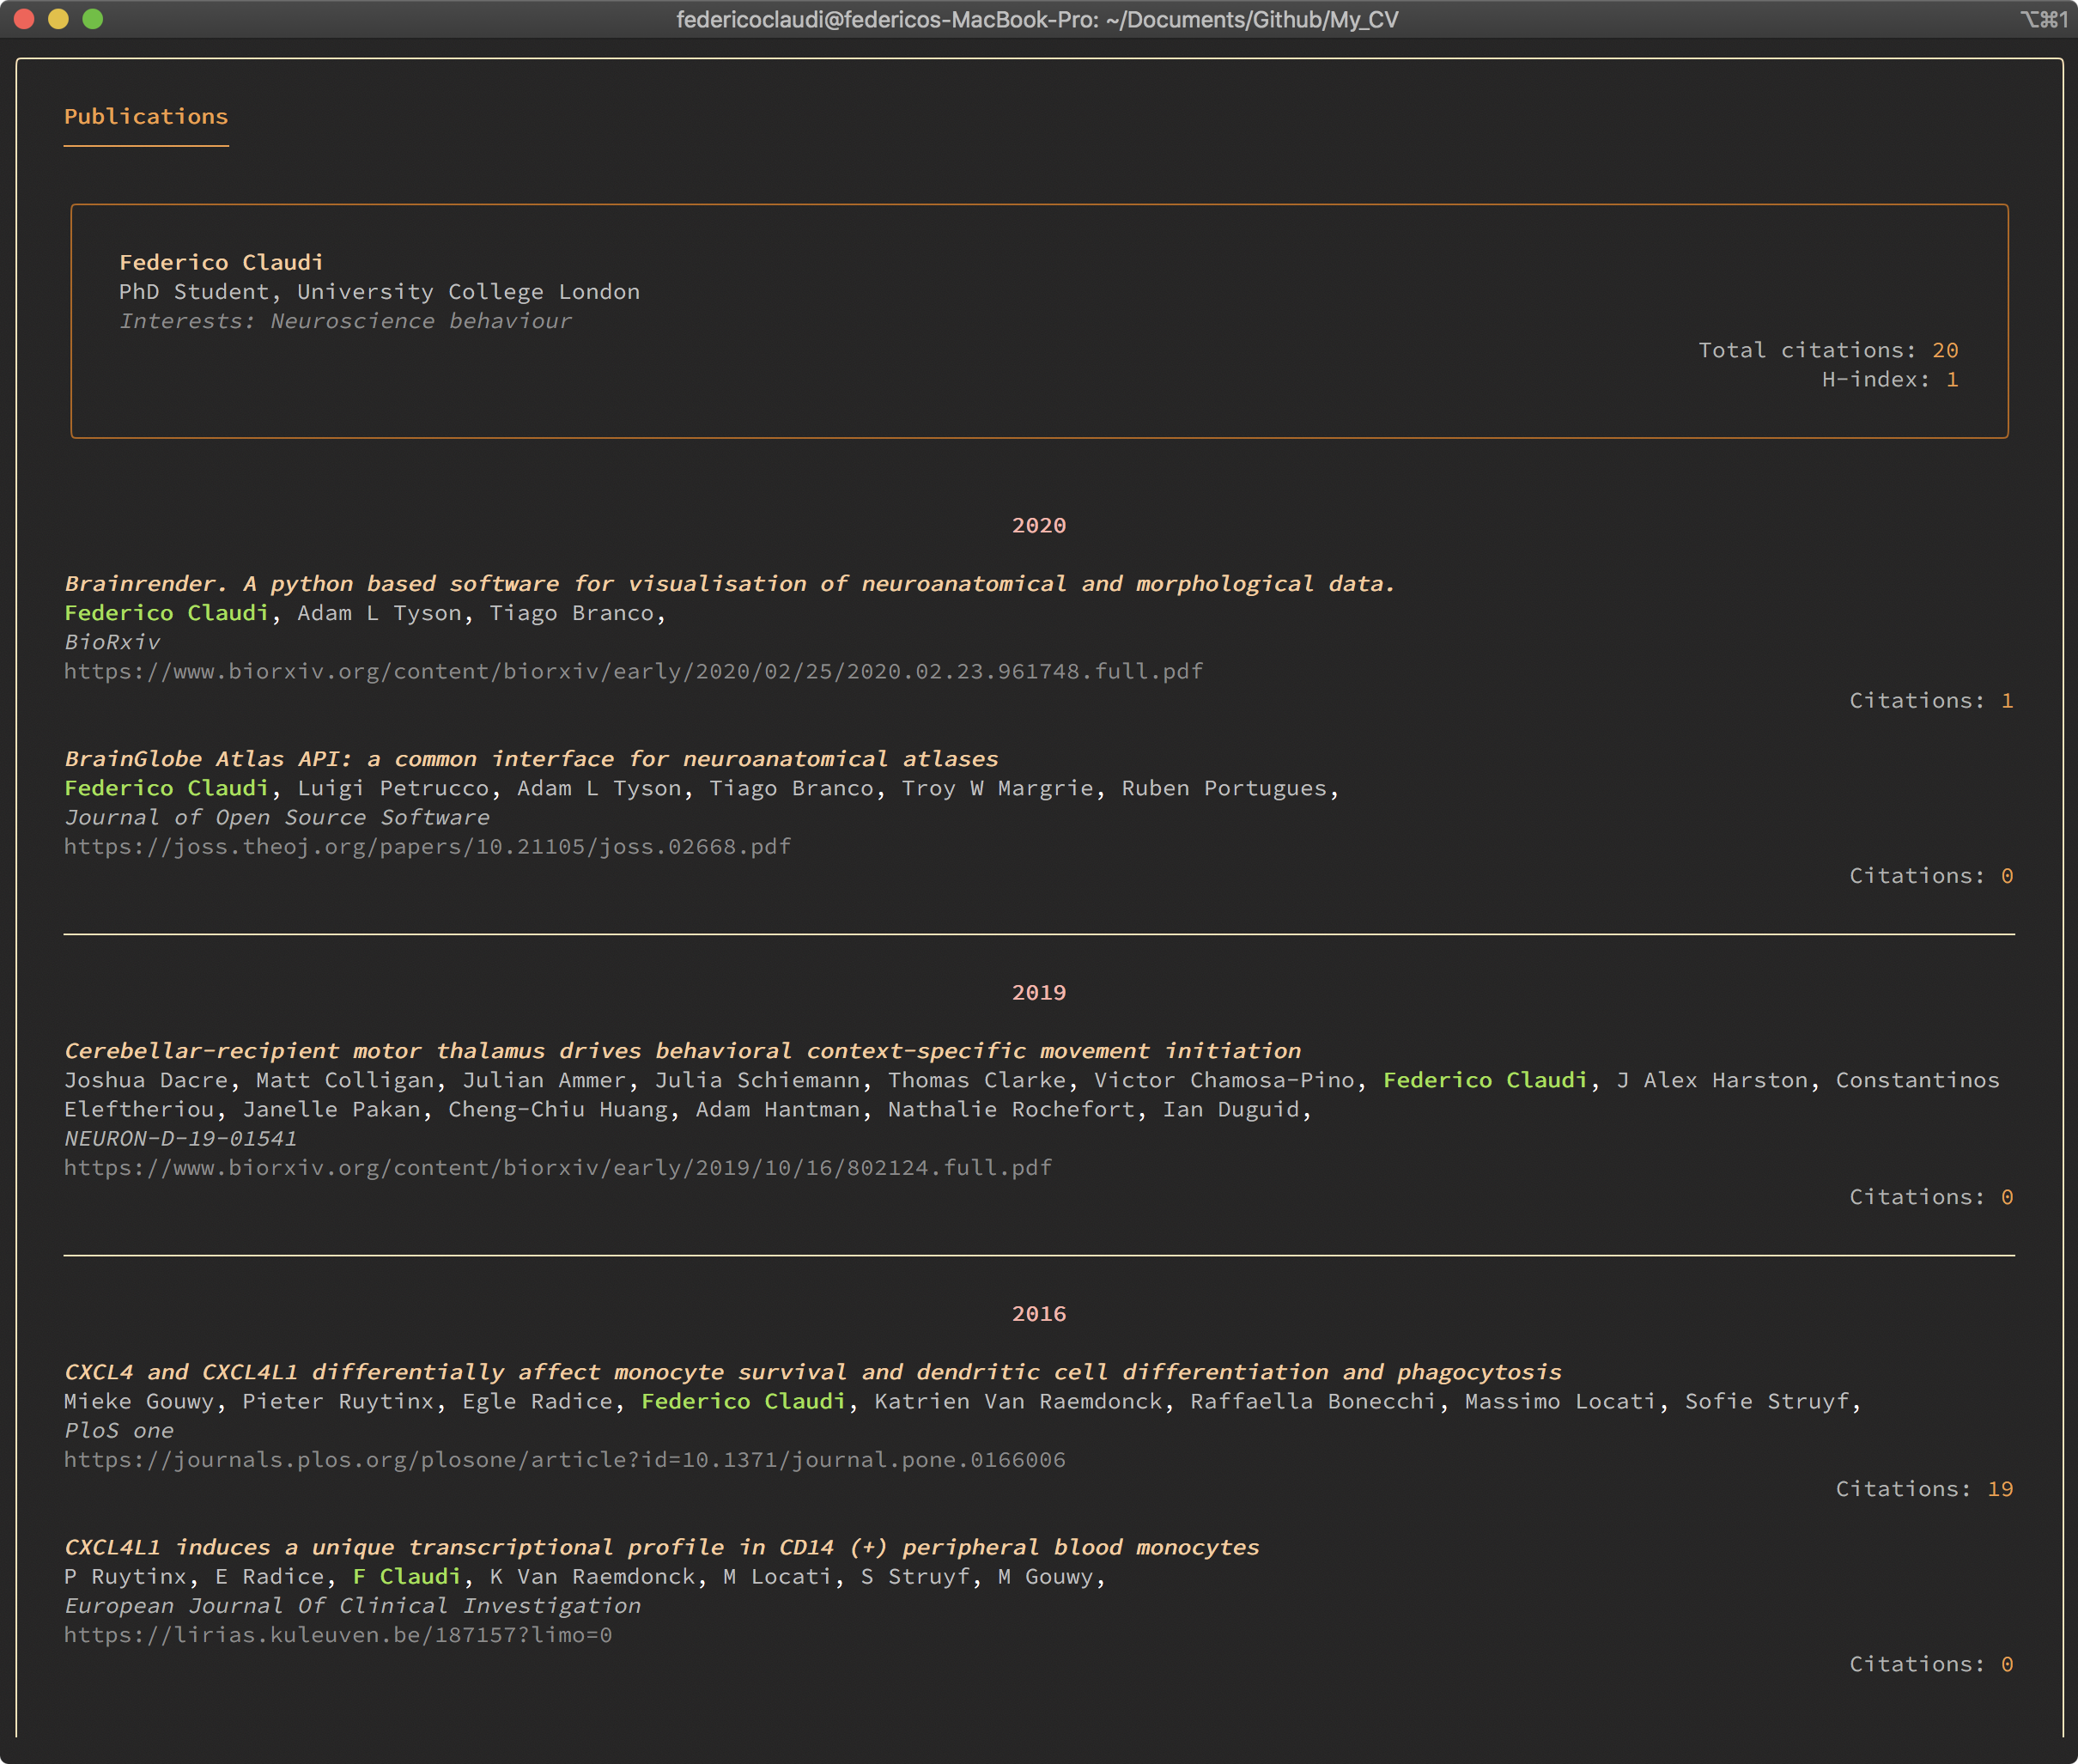 federicoclaudi@federicos-MacBook-Pro: ~/Documents/Github/My_CV
⌥⌘1
Publications
Federico Claudi
PhD Student, University College London
Interests: Neuroscience behaviour
Total citations: 20
H-index: 1
2020
Brainrender. A python based software for visualisation of neuroanatomical and morphological data.
Federico Claudi, Adam L Tyson, Tiago Branco,
BioRxiv
https://www.biorxiv.org/content/biorxiv/early/2020/02/25/2020.02.23.961748.full.pdf
Citations: 1
BrainGlobe Atlas API: a common interface for neuroanatomical atlases
Federico Claudi, Luigi Petrucco, Adam L Tyson, Tiago Branco, Troy W Margrie, Ruben Portugues,
Journal of Open Source Software
https://joss.theoj.org/papers/10.21105/joss.02668.pdf
Citations: 0
2019
Cerebellar-recipient motor thalamus drives behavioral context-specific movement initiation
Joshua Dacre, Matt Colligan, Julian Ammer, Julia Schiemann, Thomas Clarke, Victor Chamosa-Pino, Federico Claudi, J Alex Harston, Constantinos
Eleftheriou, Janelle Pakan, Cheng-Chiu Huang, Adam Hantman, Nathalie Rochefort, Ian Duguid,
NEURON-D-19-01541
https://www.biorxiv.org/content/biorxiv/early/2019/10/16/802124.full.pdf
Citations: 0
2016
CXCL4 and CXCL4L1 differentially affect monocyte survival and dendritic cell differentiation and phagocytosis
Mieke Gouwy, Pieter Ruytinx, Egle Radice, Federico Claudi, Katrien Van Raemdonck, Raffaella Bonecchi, Massimo Locati, Sofie Struyf,
PloS one
https://journals.plos.org/plosone/article?id=10.1371/journal.pone.0166006
Citations: 19
CXCL4L1 induces a unique transcriptional profile in CD14 (+) peripheral blood monocytes
P Ruytinx, E Radice, F Claudi, K Van Raemdonck, M Locati, S Struyf, M Gouwy,
European Journal Of Clinical Investigation
https://lirias.kuleuven.be/187157?limo=0
Citations: 0